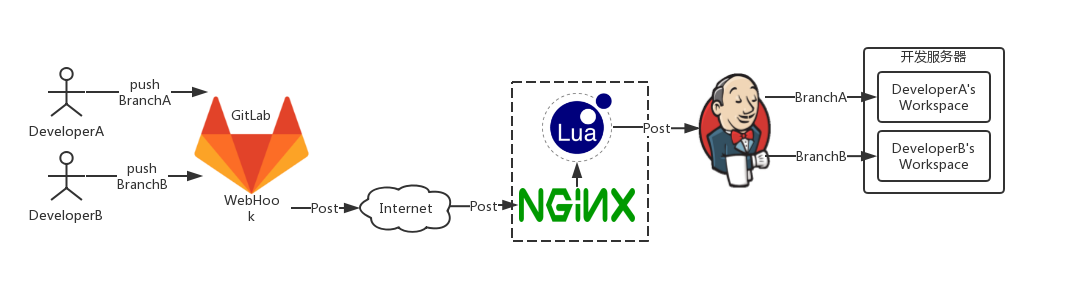 DeveloperA
push
BranchA
DeveloperB
push
BranchB
GitLab
WebHoo
k
Post
Internet
Post
Lua
NGiNX
Post
BranchA
BranchB
开发服务器
DeveloperA's
Workspace
DeveloperB's
Workspace